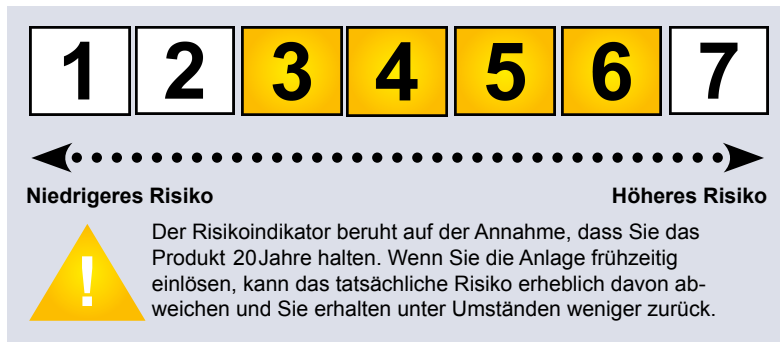 1 2 3 4 5 6 7
Niedrigeres Risiko Höheres Risiko
!
Der Risikoindikator beruht auf der Annahme, dass Sie das
Produkt 20Jahre halten. Wenn Sie die Anlage frühzeitig
einlösen, kann das tatsächliche Risiko erheblich davon ab-
weichen und Sie erhalten unter Umständen weniger zurück.